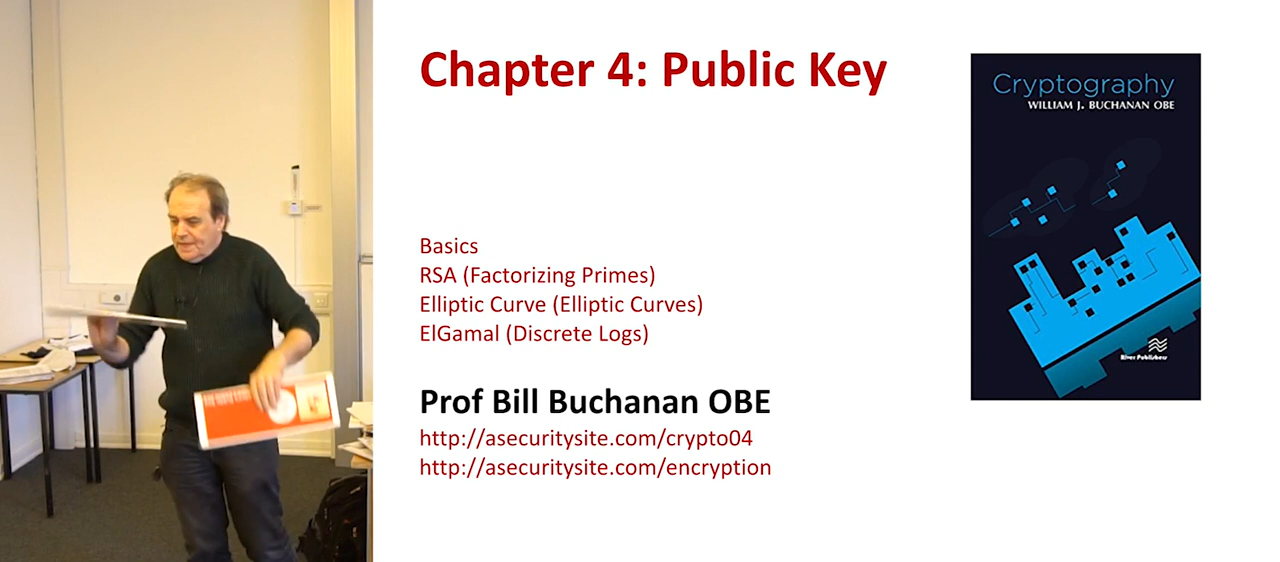 Chapter 4: Public Key
Cryptography
WILLIAM J. BUCHANAN OBE
Basics
RSA (Factorizing Primes)
Elliptic Curve (Elliptic Curves)
ElGamal (Discrete Logs)
River Publishers
Prof Bill Buchanan OBE
http://asecuritysite.com/crypto04
http://asecuritysite.com/encryption